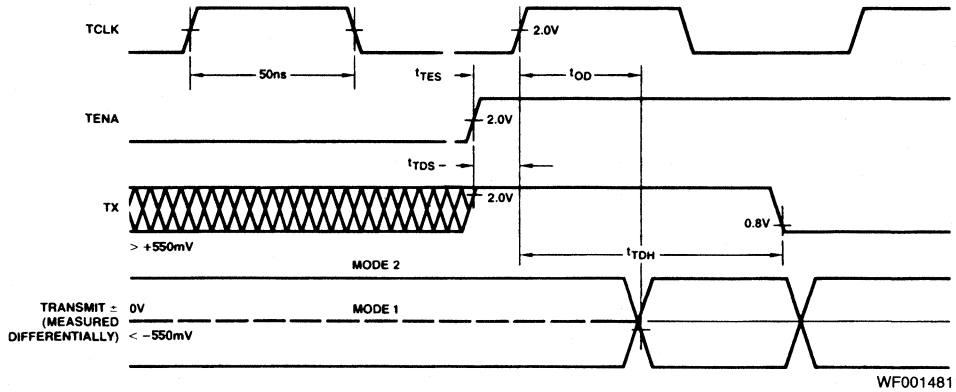 TCLK
2.0V
50ns
tTES
tOD
TENA
2.0V
tTDS
TX
2.0V
0.8V
> +550mV
tTDH
MODE 2
TRANSMIT ± 0V
MODE 1
(MEASURED
DIFFERENTIALLY) < −550mV
WF001481